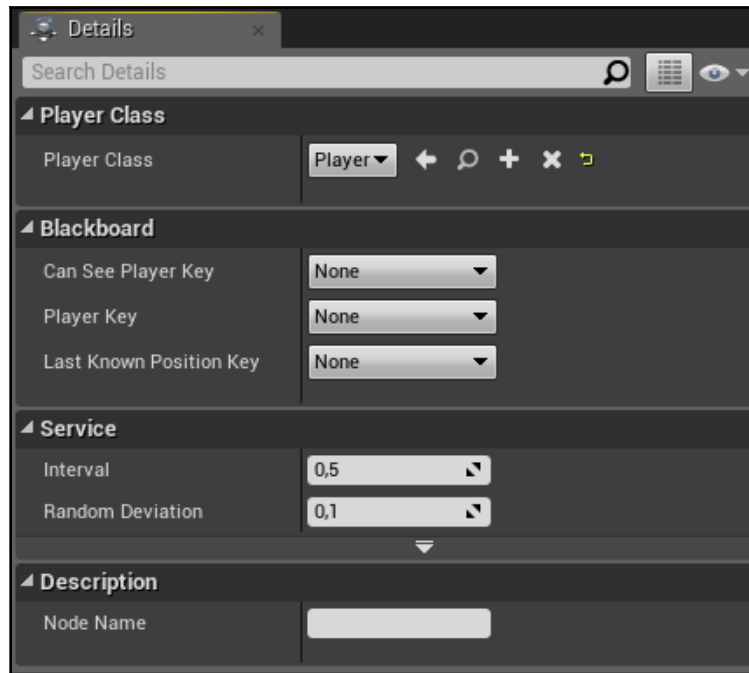 Details
Search Details
Player Class
Player Class Player
Blackboard
Can See Player Key None
Player Key None
Last Known Position Key None
Service
Interval 0,5
Random Deviation 0,1
Description
Node Name